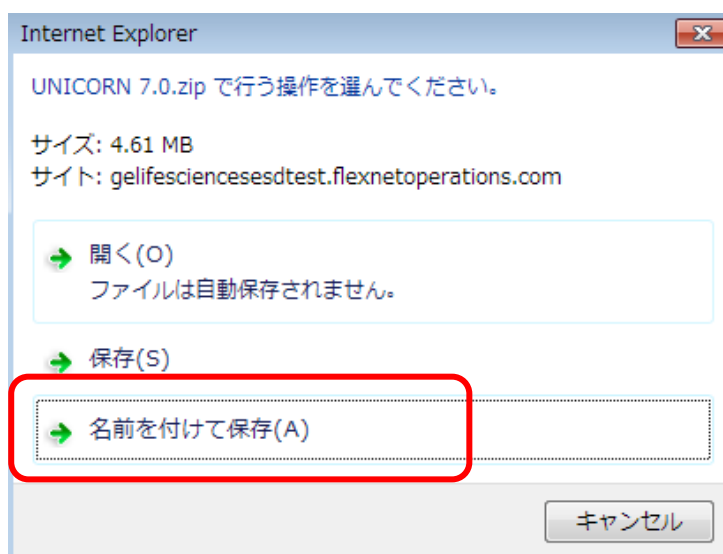 Internet Explorer
UNICORN 7.0.zip で行う操作を選んでください。
サイズ: 4.61 MB
サイト: gelifesciencesesdtest.flexnetoperations.com
開く(O)
ファイルは自動保存されません。
保存(S)
名前を付けて保存(A)
キャンセル